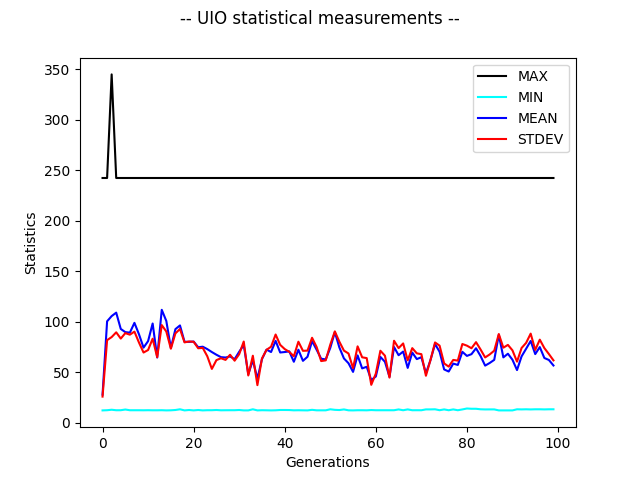 -- UIO statistical measurements --
350
300
250
200
150
100
50
0
Statistics
MAX
MIN
MEAN
STDEV
0 20 40 60 80 100
Generations